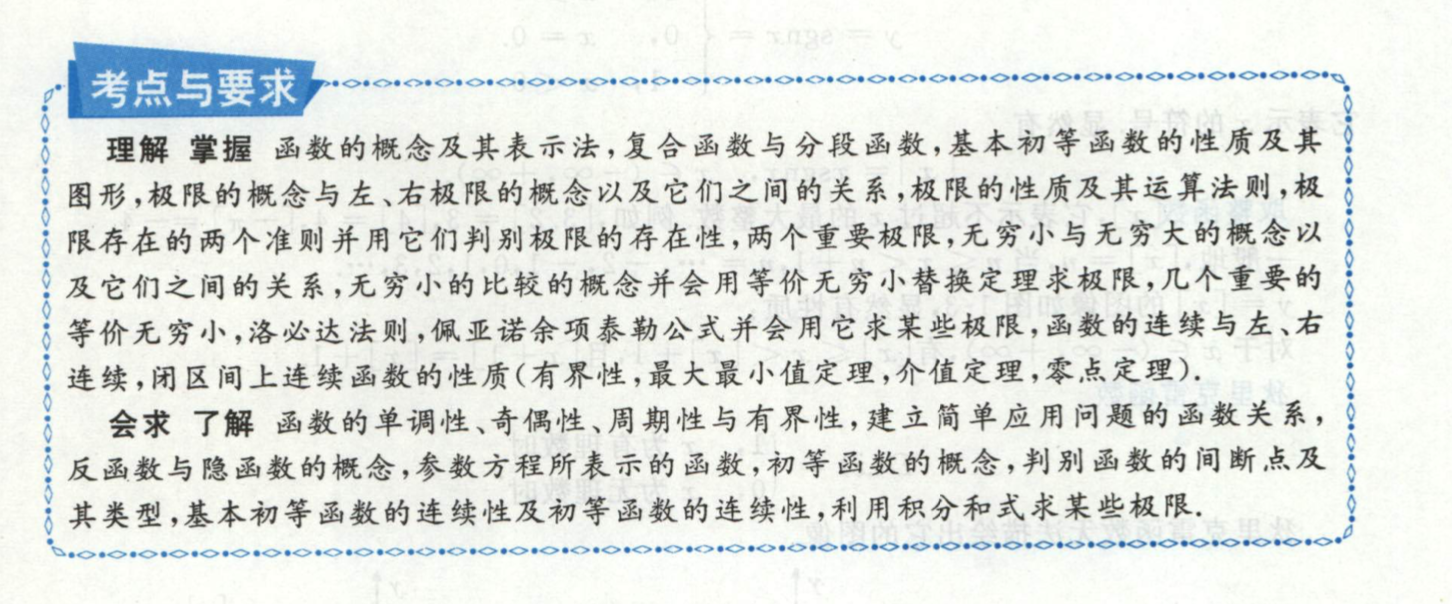 考点与要求
理解 掌握 函数的概念及其表示法,复合函数与分段函数,基本初等函数的性质及其
图形,极限的概念与左、右极限的概念以及它们之间的关系,极限的性质及其运算法则,极
限存在的两个准则并用它们判别极限的存在性,两个重要极限,无穷小与无穷大的概念以
及它们之间的关系,无穷小的比较的概念并会用等价无穷小替换定理求极限,几个重要的
等价无穷小,洛必达法则,佩亚诺余项泰勒公式并会用它求某些极限,函数的连续与左、右
连续,闭区间上连续函数的性质(有界性,最大最小值定理,介值定理,零点定理).
会求 了解 函数的单调性、奇偶性、周期性与有界性,建立简单应用问题的函数关系,
反函数与隐函数的概念,参数方程所表示的函数,初等函数的概念,判别函数的间断点及
其类型,基本初等函数的连续性及初等函数的连续性,利用积分和式求某些极限.